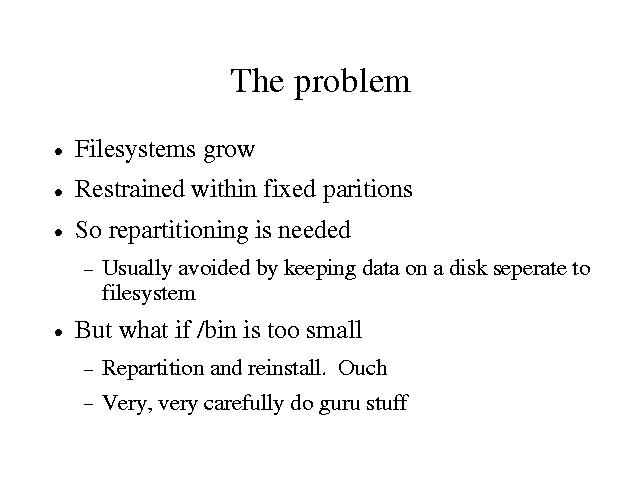 The problem
• Filesystems grow
• Restrained within fixed paritions
• So repartitioning is needed
– Usually avoided by keeping data on a disk seperate to
filesystem
• But what if /bin is too small
– Repartition and reinstall.  Ouch
– Very, very carefully do guru stuff